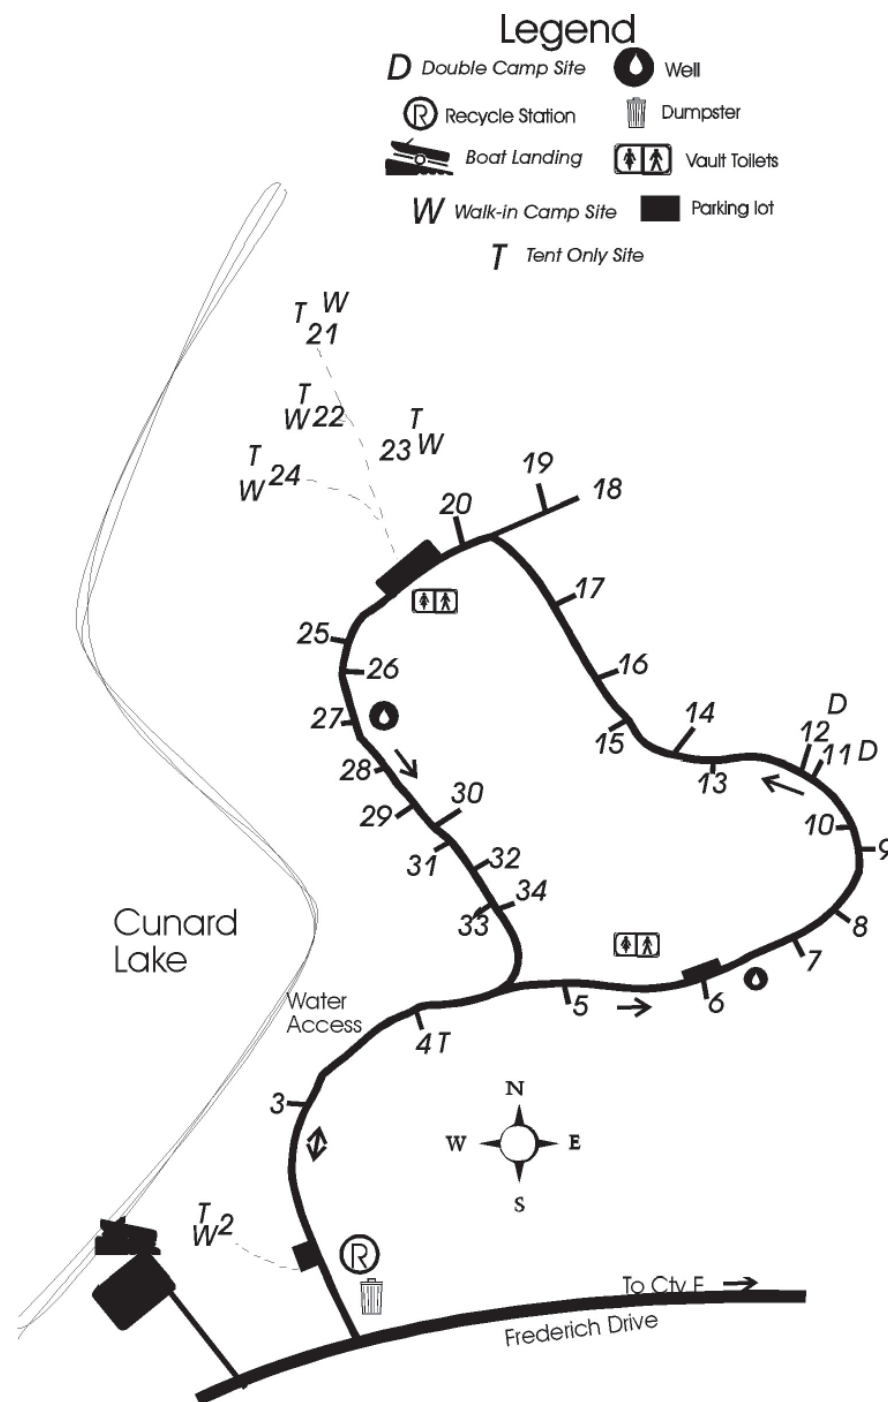 Legend
D Double Camp Site Well
R Recycle Station Dumpster
Boat Landing Vault Toilets
W Walk-in Camp Site Parking lot
T Tent Only Site
T W
21
T
W 22
T
23 W
T
W 24
19
18
20
17
25
26
16
27
15
14
D
12
11 D
13
28
29
30
10
9
31
32
34
33
8
7
Cunard
Lake
Water
Access
5
6
4 T
3
N
W E
S
T
W 2
R
To Cty F
Frederich Drive